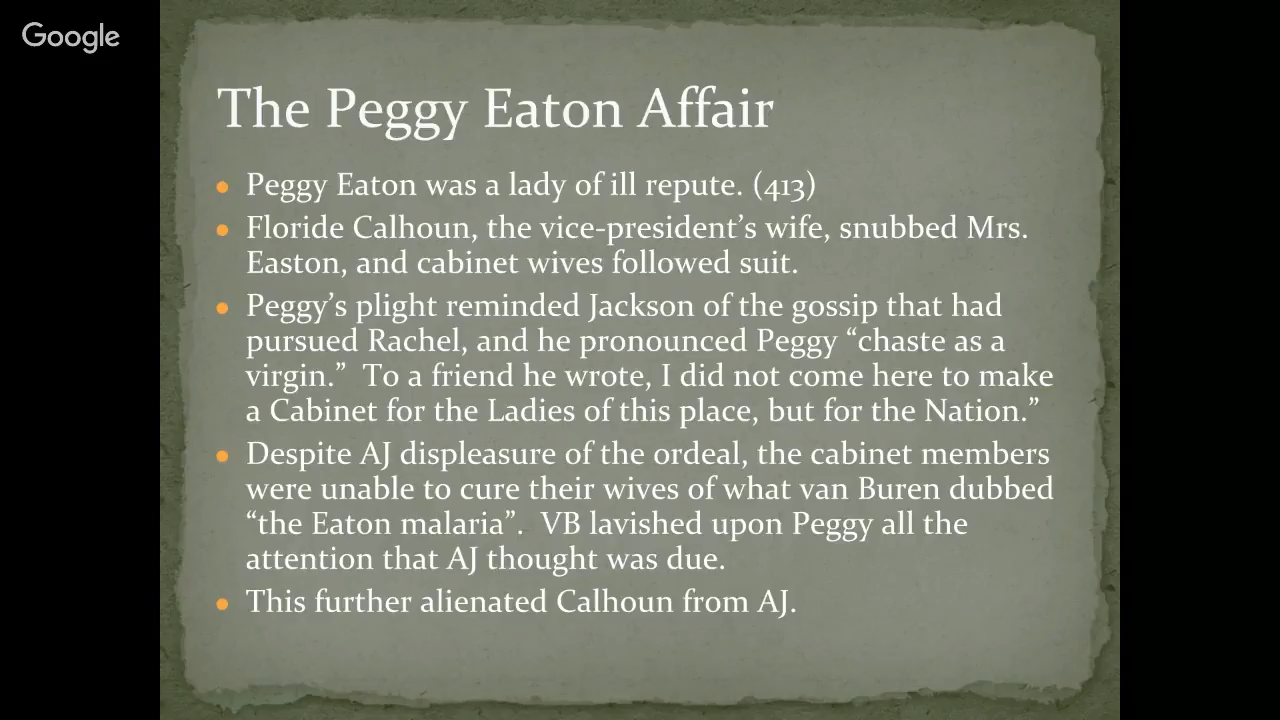 Google
The Peggy Eaton Affair
Peggy Eaton was a lady of ill repute. (413)
Floride Calhoun, the vice-president’s wife, snubbed Mrs.
Easton, and cabinet wives followed suit.
Peggy’s plight reminded Jackson of the gossip that had
pursued Rachel, and he pronounced Peggy “chaste as a
virgin.”  To a friend he wrote, I did not come here to make
a Cabinet for the Ladies of this place, but for the Nation.”
Despite AJ displeasure of the ordeal, the cabinet members
were unable to cure their wives of what van Buren dubbed
“the Eaton malaria”.  VB lavished upon Peggy all the
attention that AJ thought was due.
This further alienated Calhoun from AJ.